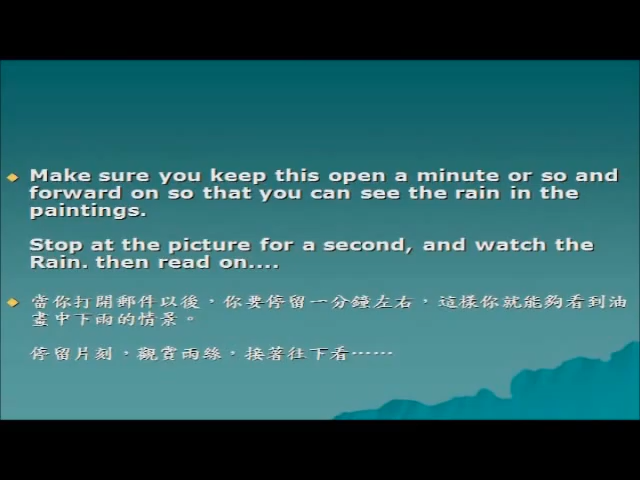 Make sure you keep this open a minute or so and
forward on so that you can see the rain in the
paintings.
Stop at the picture for a second, and watch the
Rain. then read on....
當你打開郵件以後，你要停留一分鐘左右，這樣你就能夠看到油
畫中下雨的情景。
停留片刻，觀賞雨絲，接著往下看……